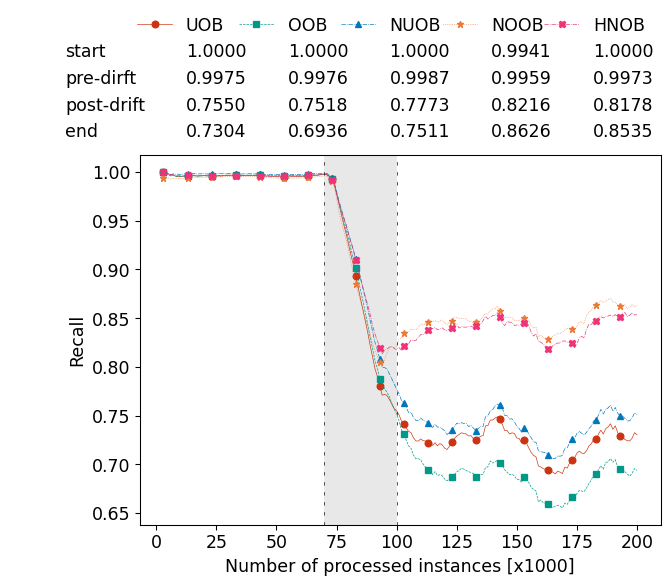 UOB OOB NUOB NOOB HNOB
start 1.0000 1.0000 1.0000 0.9941 1.0000
pre-dirft 0.9975 0.9976 0.9987 0.9959 0.9973
post-drift 0.7550 0.7518 0.7773 0.8216 0.8178
end 0.7304 0.6936 0.7511 0.8626 0.8535
1.00
0.95
0.90
0.85
0.80
0.75
0.70
0.65
Recall
0 25 50 75 100 125 150 175 200
Number of processed instances [x1000]